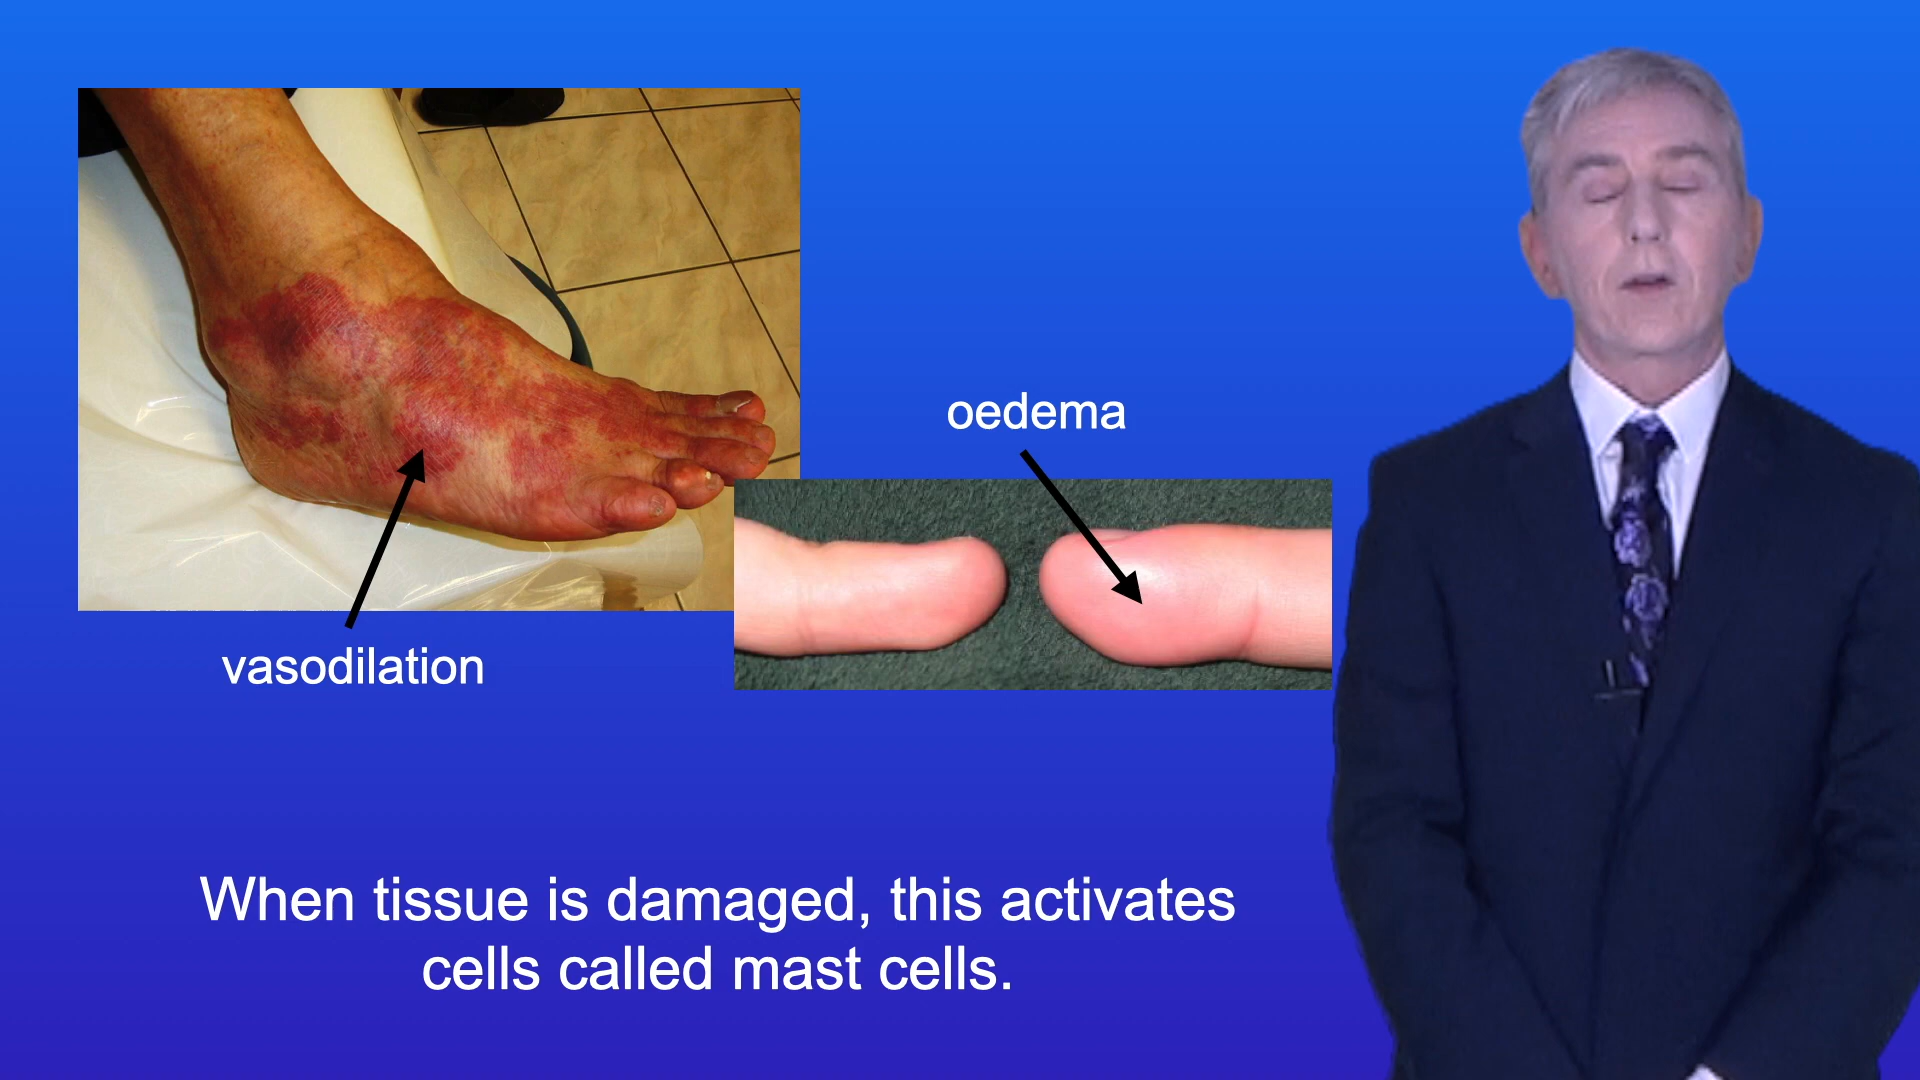 oedema
vasodilation
When tissue is damaged, this activates
cells called mast cells.